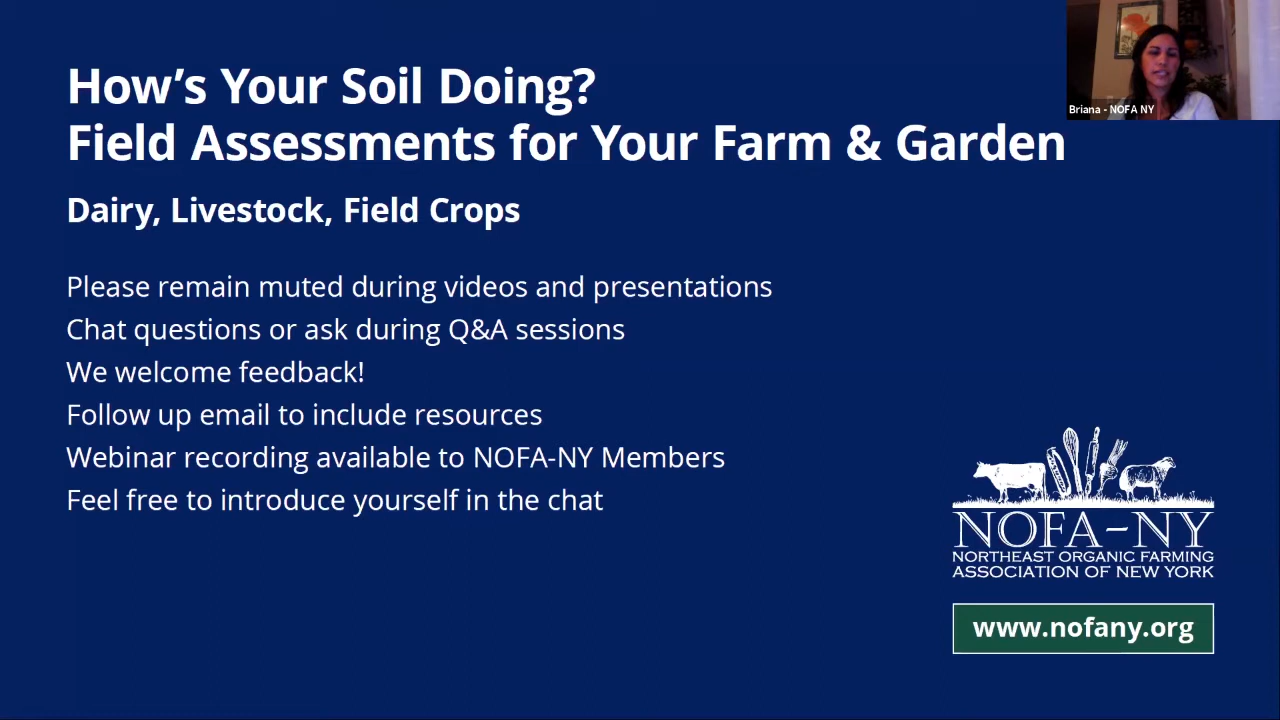 How's Your Soil Doing?
Field Assessments for Your Farm & Garden
Dairy, Livestock, Field Crops
Please remain muted during videos and presentations
Chat questions or ask during Q&A sessions
We welcome feedback!
Follow up email to include resources
Webinar recording available to NOFA-NY Members
Feel free to introduce yourself in the chat
Briana - NOFA NY
NOFA-NY
NORTHEAST ORGANIC FARMING
ASSOCIATION OF NEW YORK
www.nofany.org